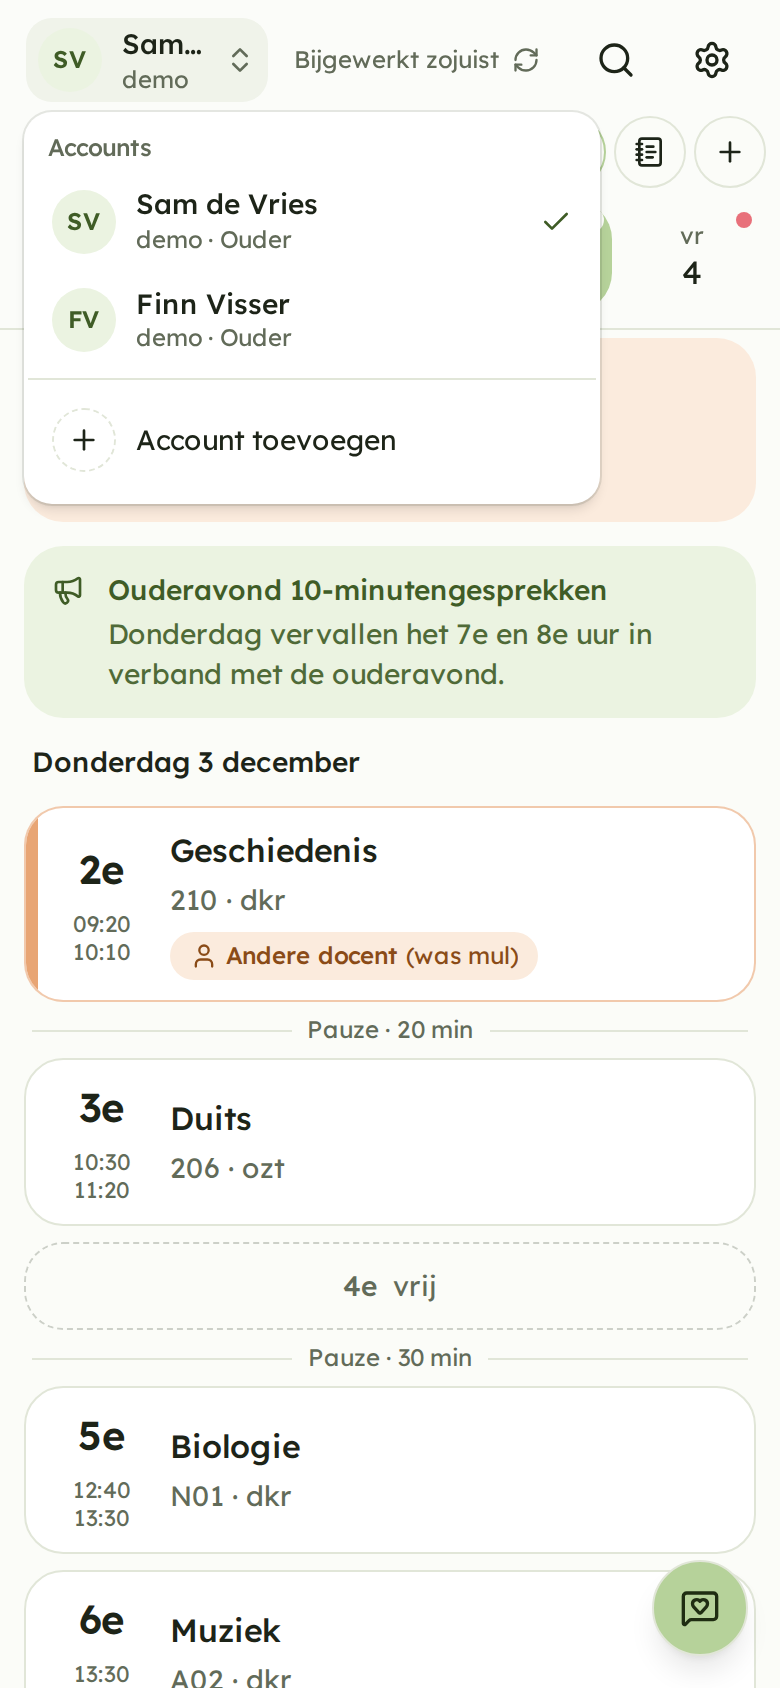 SV
Sam...
demo
Bijgewerkt zojuist
Accounts
SV
Sam de Vries
demo · Ouder
FV
Finn Visser
demo · Ouder
Account toevoegen
vr
4
Ouderavond 10-minutengesprekken
Donderdag vervallen het 7e en 8e uur in
verband met de ouderavond.
Donderdag 3 december
2e
09:20
10:10
Geschiedenis
210 · dkr
Andere docent (was mul)
Pauze · 20 min
3e
10:30
11:20
Duits
206 · ozt
4e vrij
Pauze · 30 min
5e
12:40
13:30
Biologie
N01 · dkr
6e
13:30
Muziek
A02 · dkr